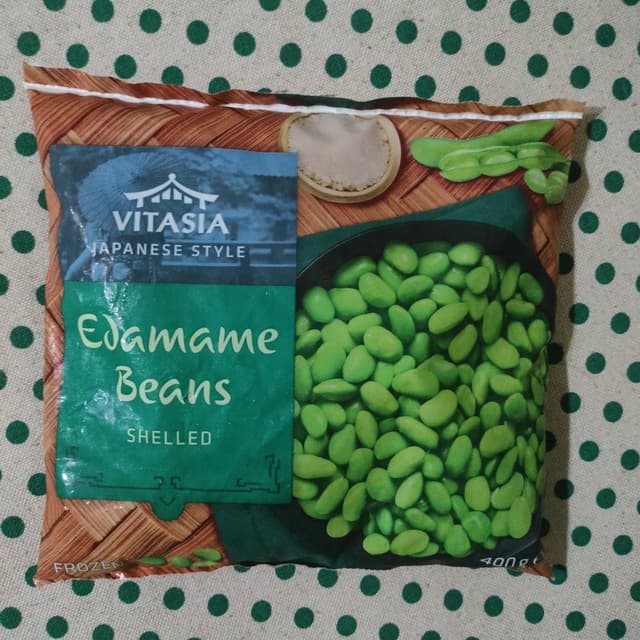 VITASIA
JAPANESE STYLE
Edamame
Beans
SHELLED
FROZEN
400g e